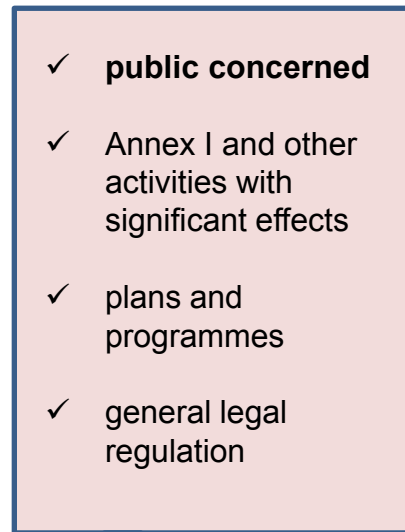 ✓ public concerned
✓ Annex I and other
activities with
significant effects
✓ plans and
programmes
✓ general legal
regulation